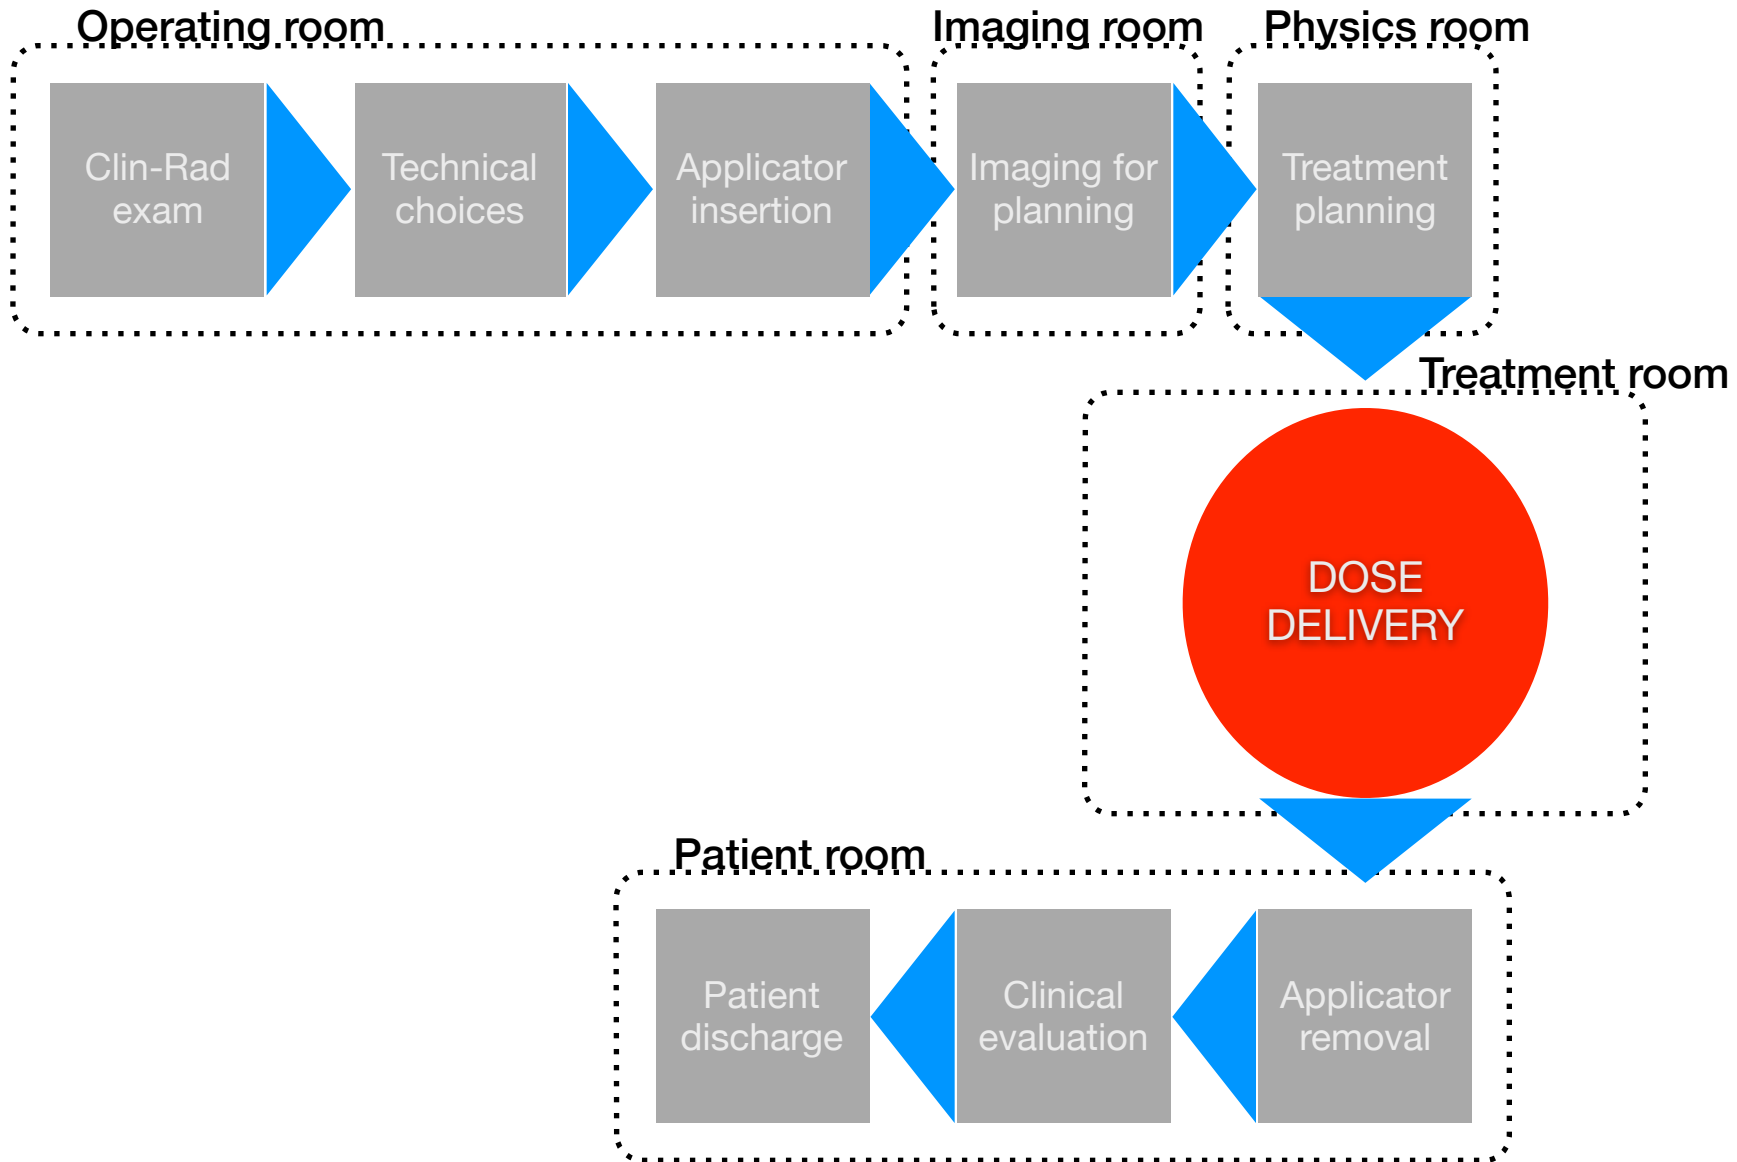 Operating room
Imaging room
Physics room
Clin-Rad
exam
Technical
choices
Applicator
insertion
Imaging for
planning
Treatment
planning
Treatment room
DOSE
DELIVERY
Patient room
Patient
discharge
Clinical
evaluation
Applicator
removal